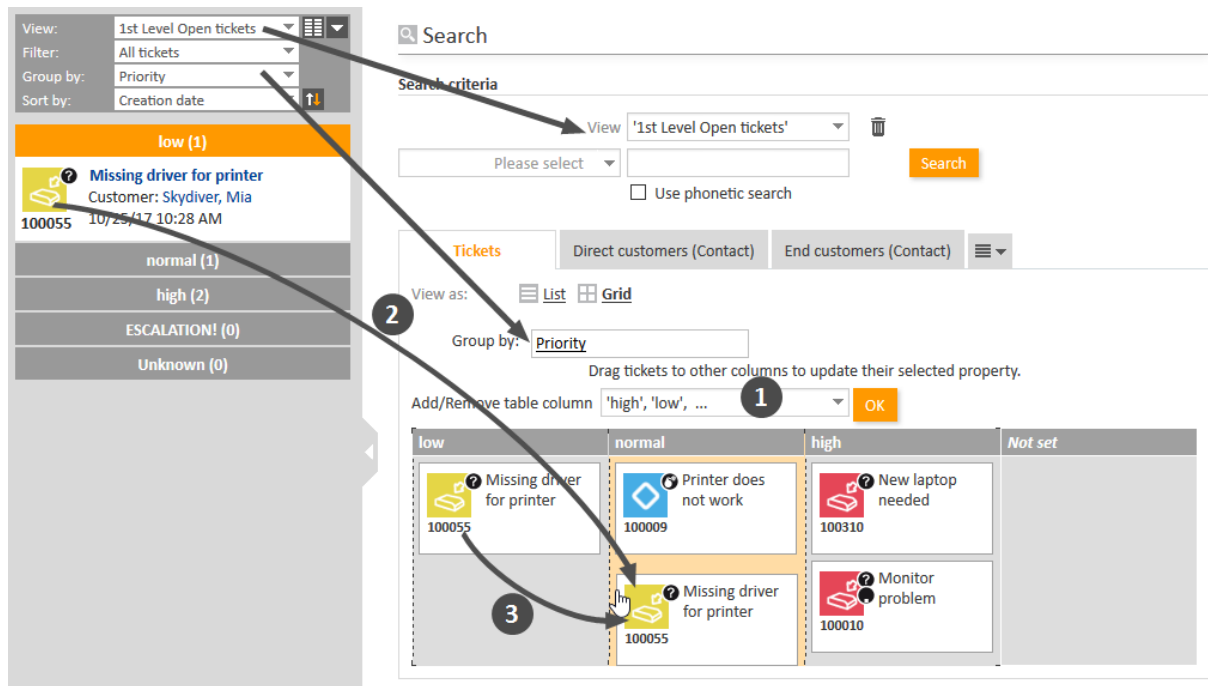 View: 1st Level Open tickets
Filter: All tickets
Group by: Priority
Sort by: Creation date
low (1)
Missing driver for printer
Customer: Skydiver, Mia
10/25/17 10:28 AM
100055
normal (1)
high (2)
ESCALATION! (0)
Unknown (0)
Search
Search criteria
View '1st Level Open tickets'
Please select
Search
Use phonetic search
Tickets Direct customers (Contact) End customers (Contact)
View as: List Grid
2
Group by: Priority
Drag tickets to other columns to update their selected property.
Add/Remove table column 'high', 'low', ... 1 OK
low normal high Not set
Missing driver
for printer
100055
Printer does
not work
100009
New laptop
needed
100310
3
Missing driver
for printer
100055
Monitor
problem
100010